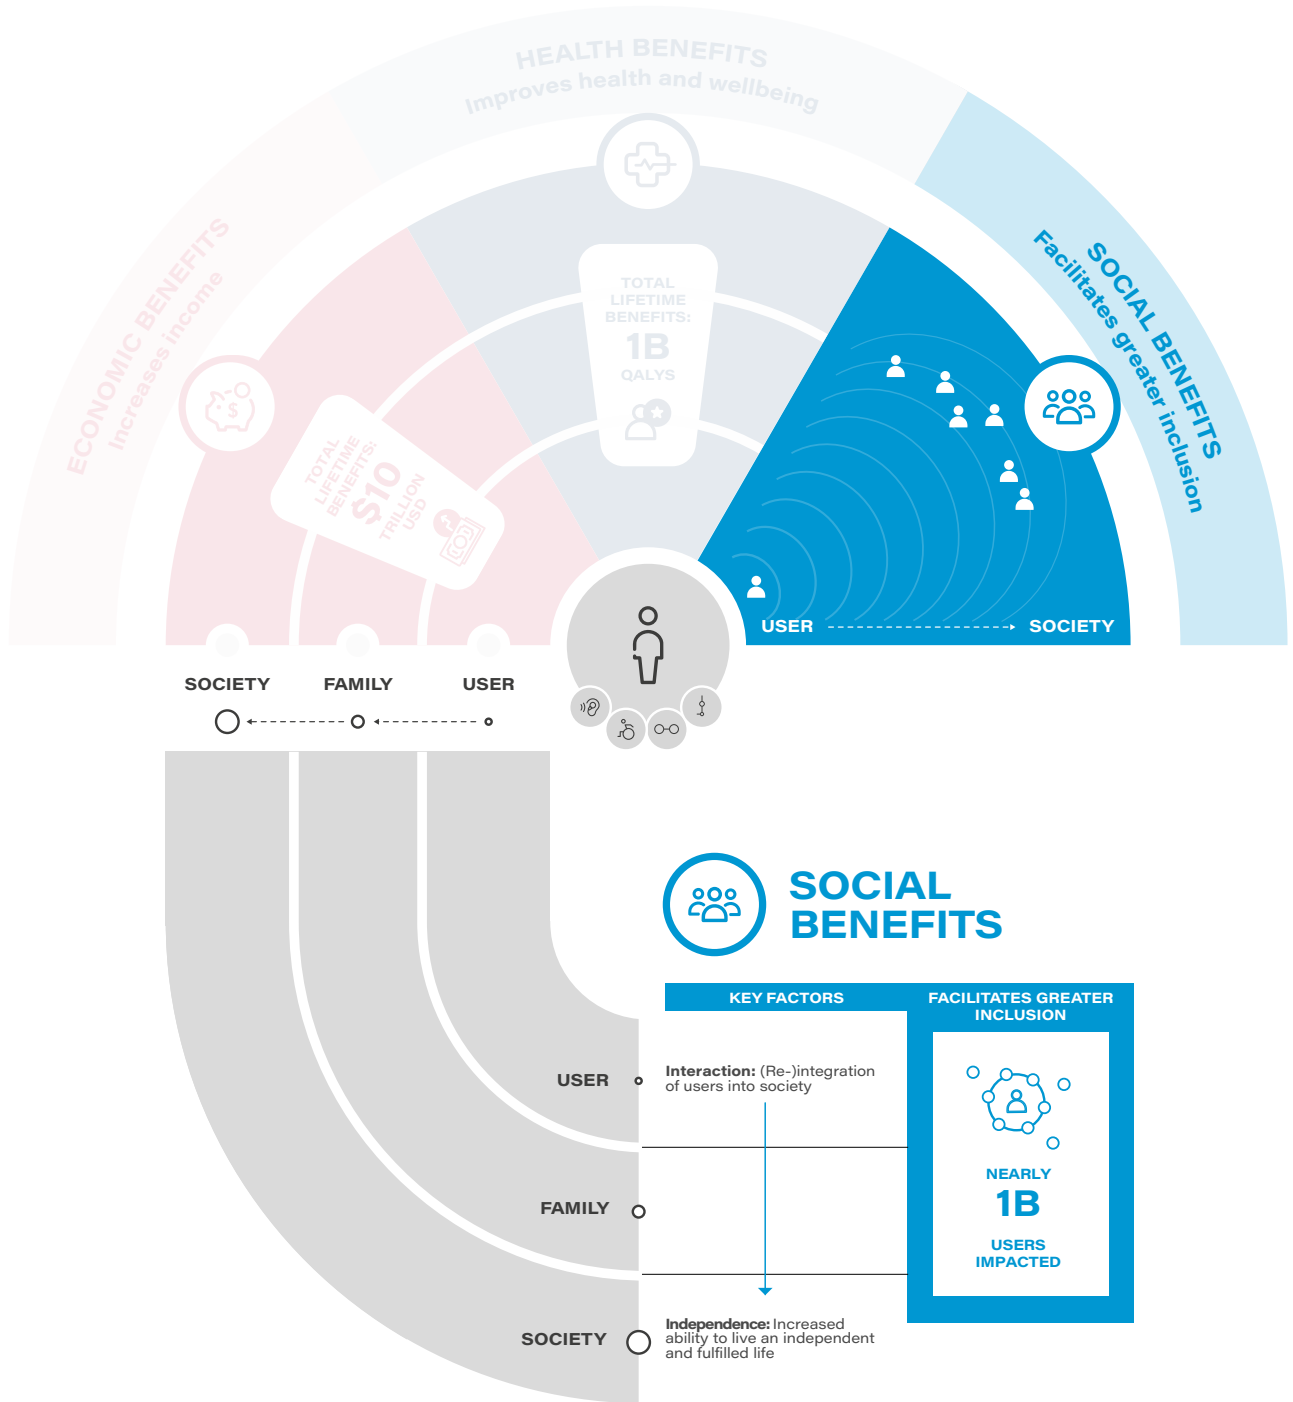 HEALTH BENEFITS
Improves health and wellbeing
ECONOMIC BENEFITS
Increases income
SOCIAL BENEFITS
Facilitates greater inclusion
TOTAL
LIFETIME
BENEFITS:
1B
QALYS
TOTAL
LIFETIME
BENEFITS:
$10
TRILLION
USD
$
USER
SOCIETY
SOCIETY
FAMILY
USER
SOCIAL
BENEFITS
KEY FACTORS
FACILITATES GREATER
INCLUSION
USER
Interaction: (Re-)integration
of users into society
FAMILY
NEARLY
1B
USERS
IMPACTED
SOCIETY
Independence: Increased
ability to live an independent
and fulfilled life